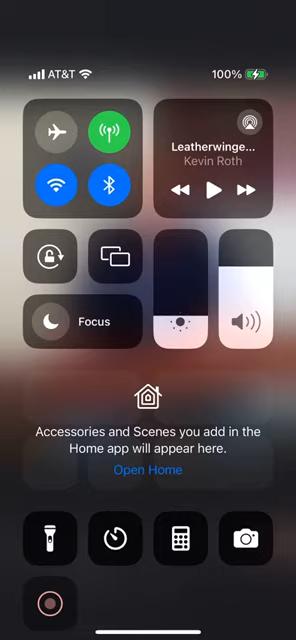 AT&T
100%
Leatherwinge...
Kevin Roth
Focus
Accessories and Scenes you add in the
Home app will appear here.
Open Home